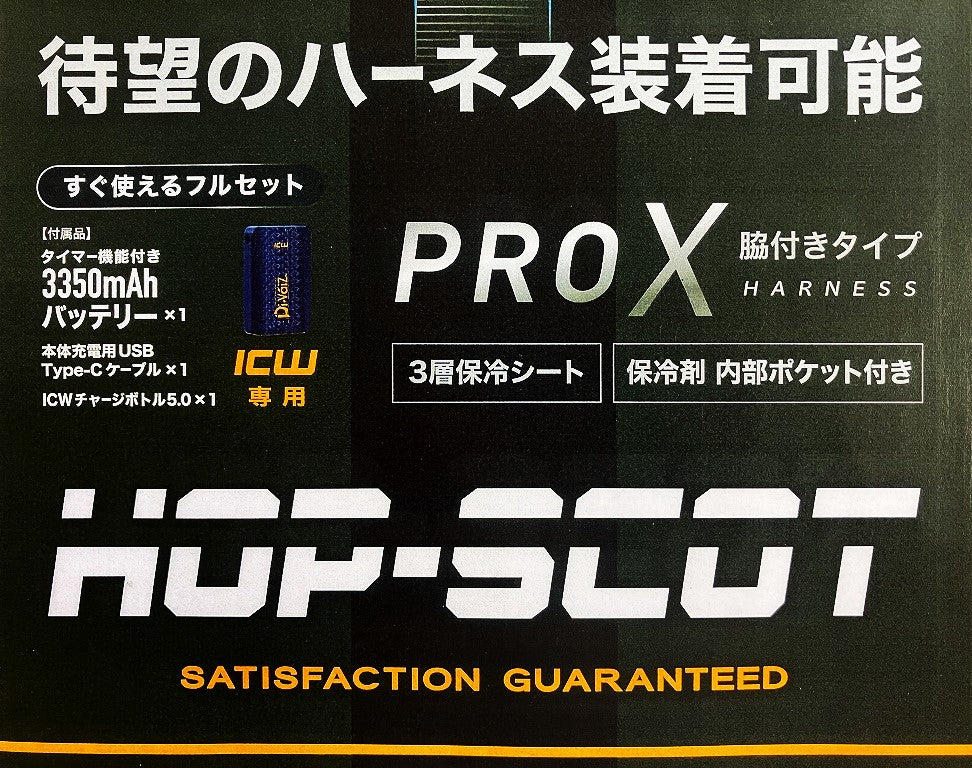 待望のハーネス装着可能
すぐ使えるフルセット
【付属品】
タイマー機能付き
3350mAh
バッテリー ×1
本体充電用USB
Type-Cケーブル ×1
ICWチャージボトル5.0 ×1
Di-VaiZ
ICW
専用
PRO X
脇付きタイプ
HARNESS
3層保冷シート
保冷剤 内部ポケット付き
HOP-SCOT
SATISFACTION GUARANTEED